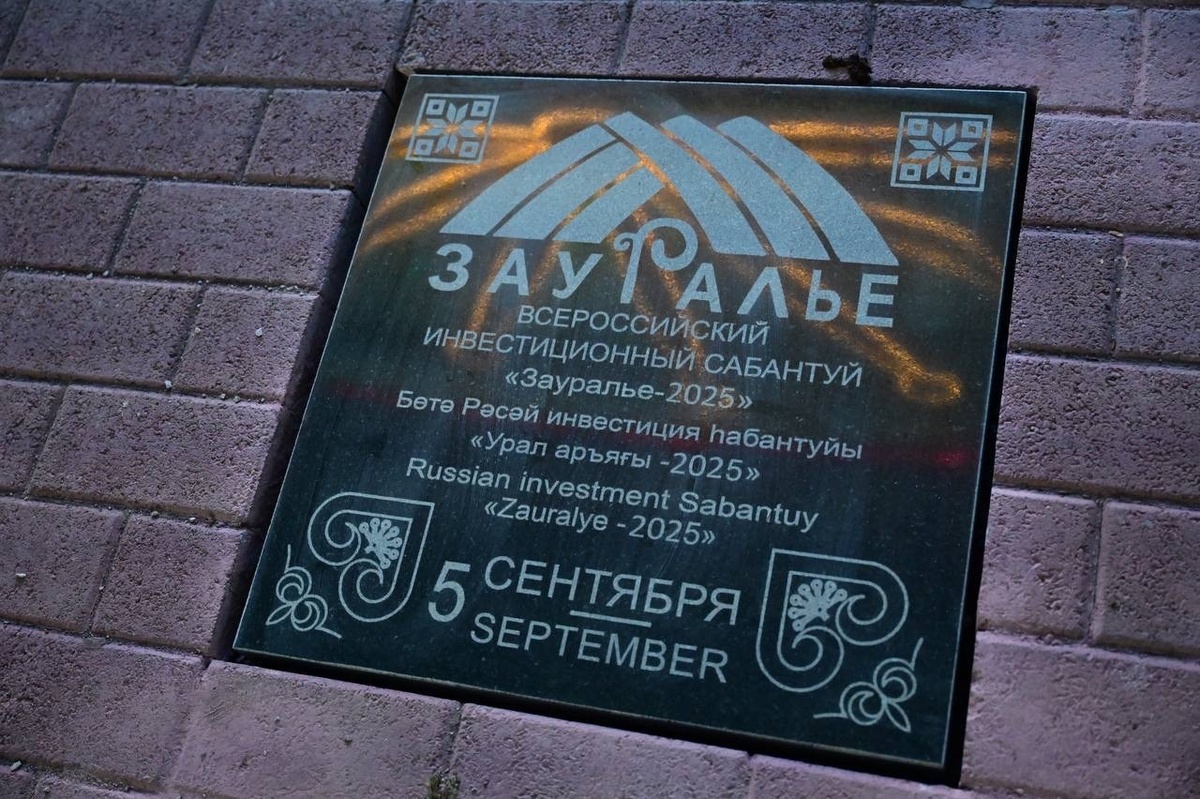 ЗАУРАЛЬЕ
ВСЕРОССИЙСКИЙ
ИНВЕСТИЦИОННЫЙ САБАНТУЙ
«Зауралье-2025»
Бөтә Рәсәй инвестиция һабантуйы
«Урал аръяғы -2025»
Russian investment Sabantuy
«Zauralye -2025»
5 СЕНТЯБРЯ
SEPTEMBER